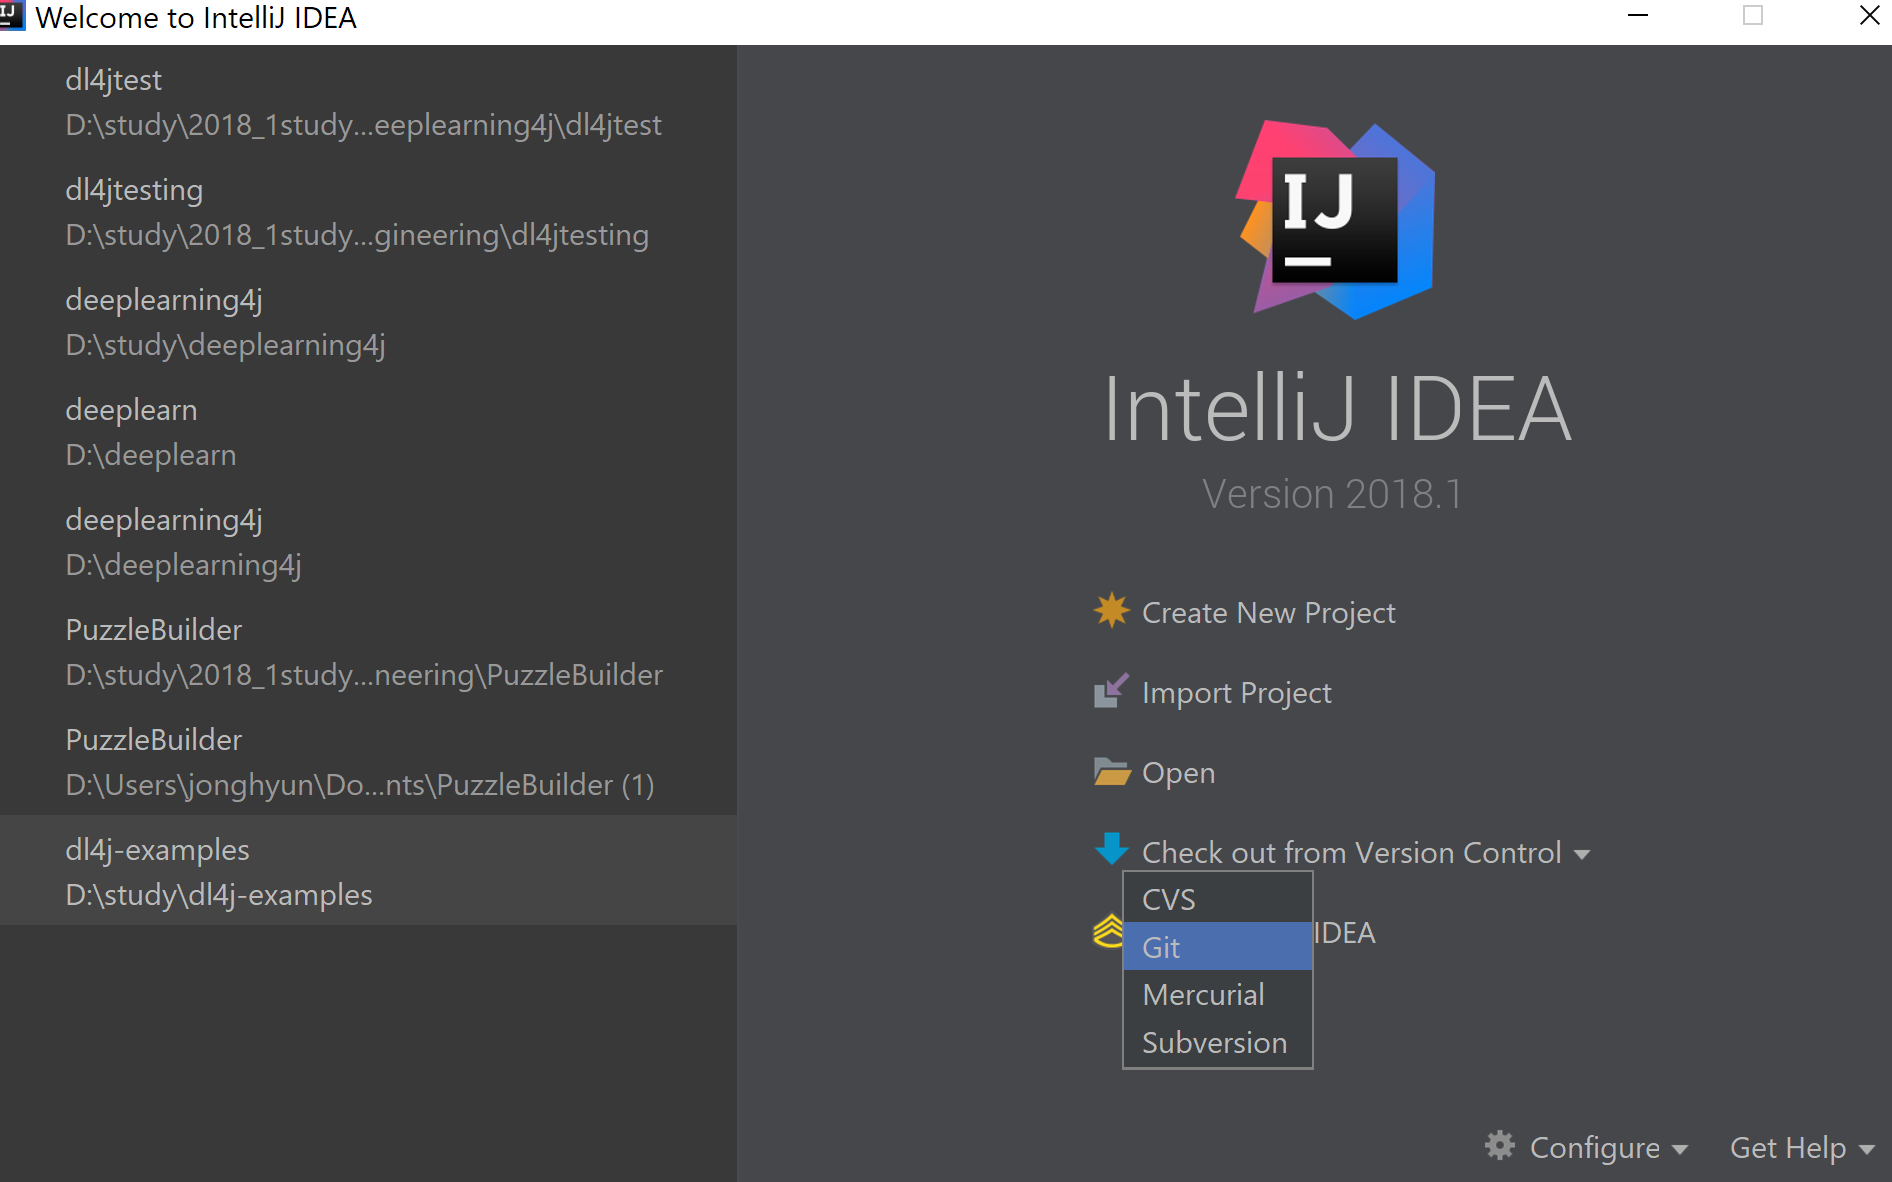 IJ
Welcome to IntelliJ IDEA
dl4jtest
D:\study\2018_1study...eeplearning4j\dl4jtest
dl4jtesting
D:\study\2018_1study...gineering\dl4jtesting
deeplearning4j
D:\study\deeplearning4j
deeplearn
D:\deeplearn
deeplearning4j
D:\deeplearning4j
PuzzleBuilder
D:\study\2018_1study...neering\PuzzleBuilder
PuzzleBuilder
D:\Users\jonghyun\Do...nts\PuzzleBuilder (1)
dl4j-examples
D:\study\dl4j-examples
IJ
IntelliJ IDEA
Version 2018.1
Create New Project
Import Project
Open
Check out from Version Control
IDEA
CVS
Git
Mercurial
Subversion
Configure
Get Help